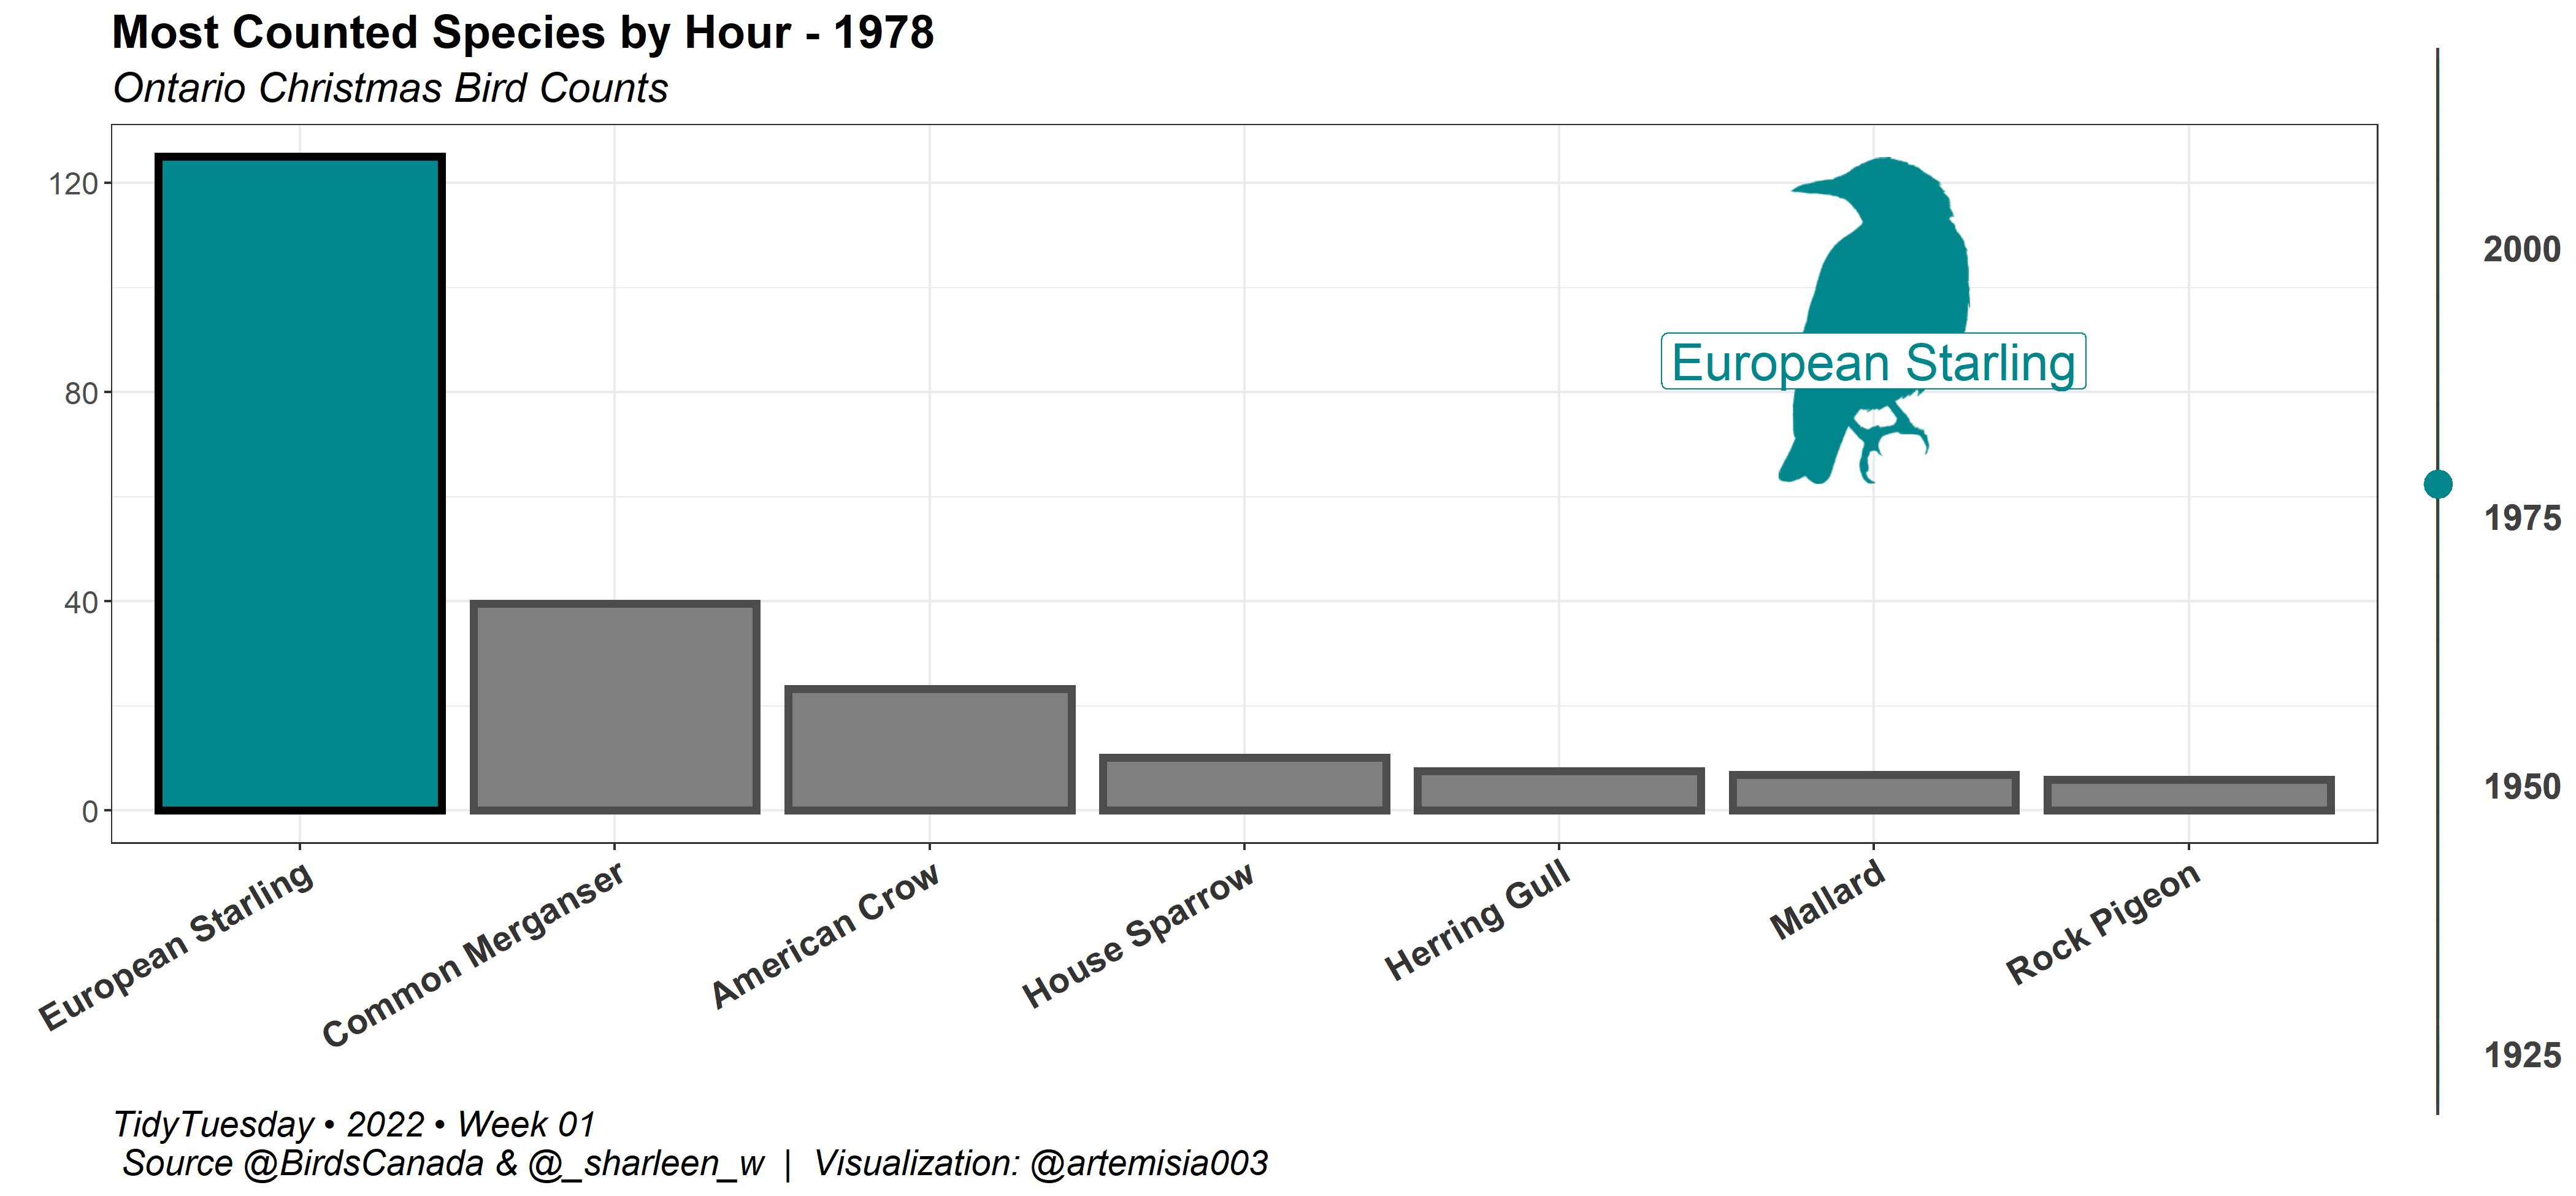 Most Counted Species by Hour - 1978
Ontario Christmas Bird Counts
120
80
40
0
European Starling
2000
1975
1950
1925
European Starling
Common Merganser
American Crow
House Sparrow
Herring Gull
Mallard
Rock Pigeon
TidyTuesday • 2022 • Week 01
Source @BirdsCanada & @_sharleen_w | Visualization: @artemisia003